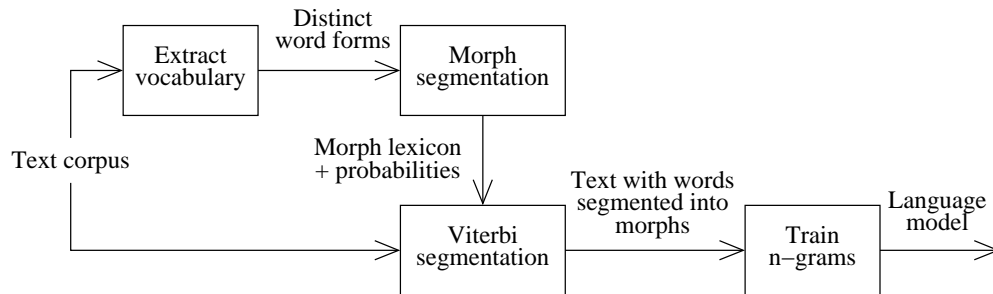 Extract
vocabulary
Distinct
word forms
Morph
segmentation
Text corpus
Morph lexicon
+ probabilities
Viterbi
segmentation
Text with words
segmented into
morphs
Train
n−grams
Language
model